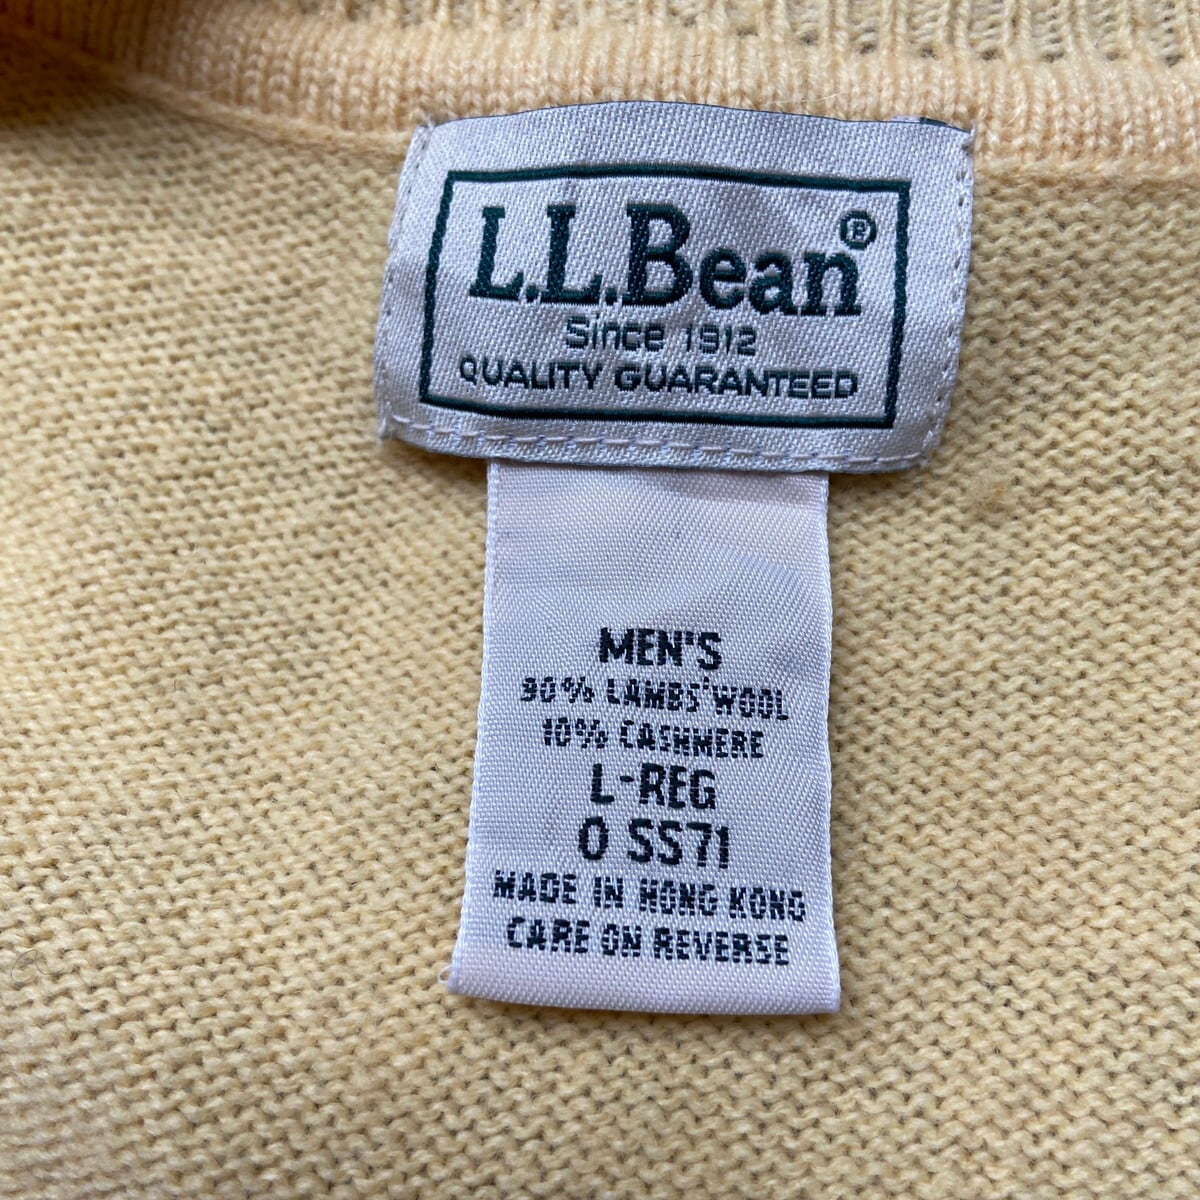 L.L.Bean®
Since 1912
QUALITY GUARANTEED
MEN'S
90% LAMBS'WOOL
10% CASHMERE
L-REG
0 SS71
MADE IN HONG KONG
CARE ON REVERSE